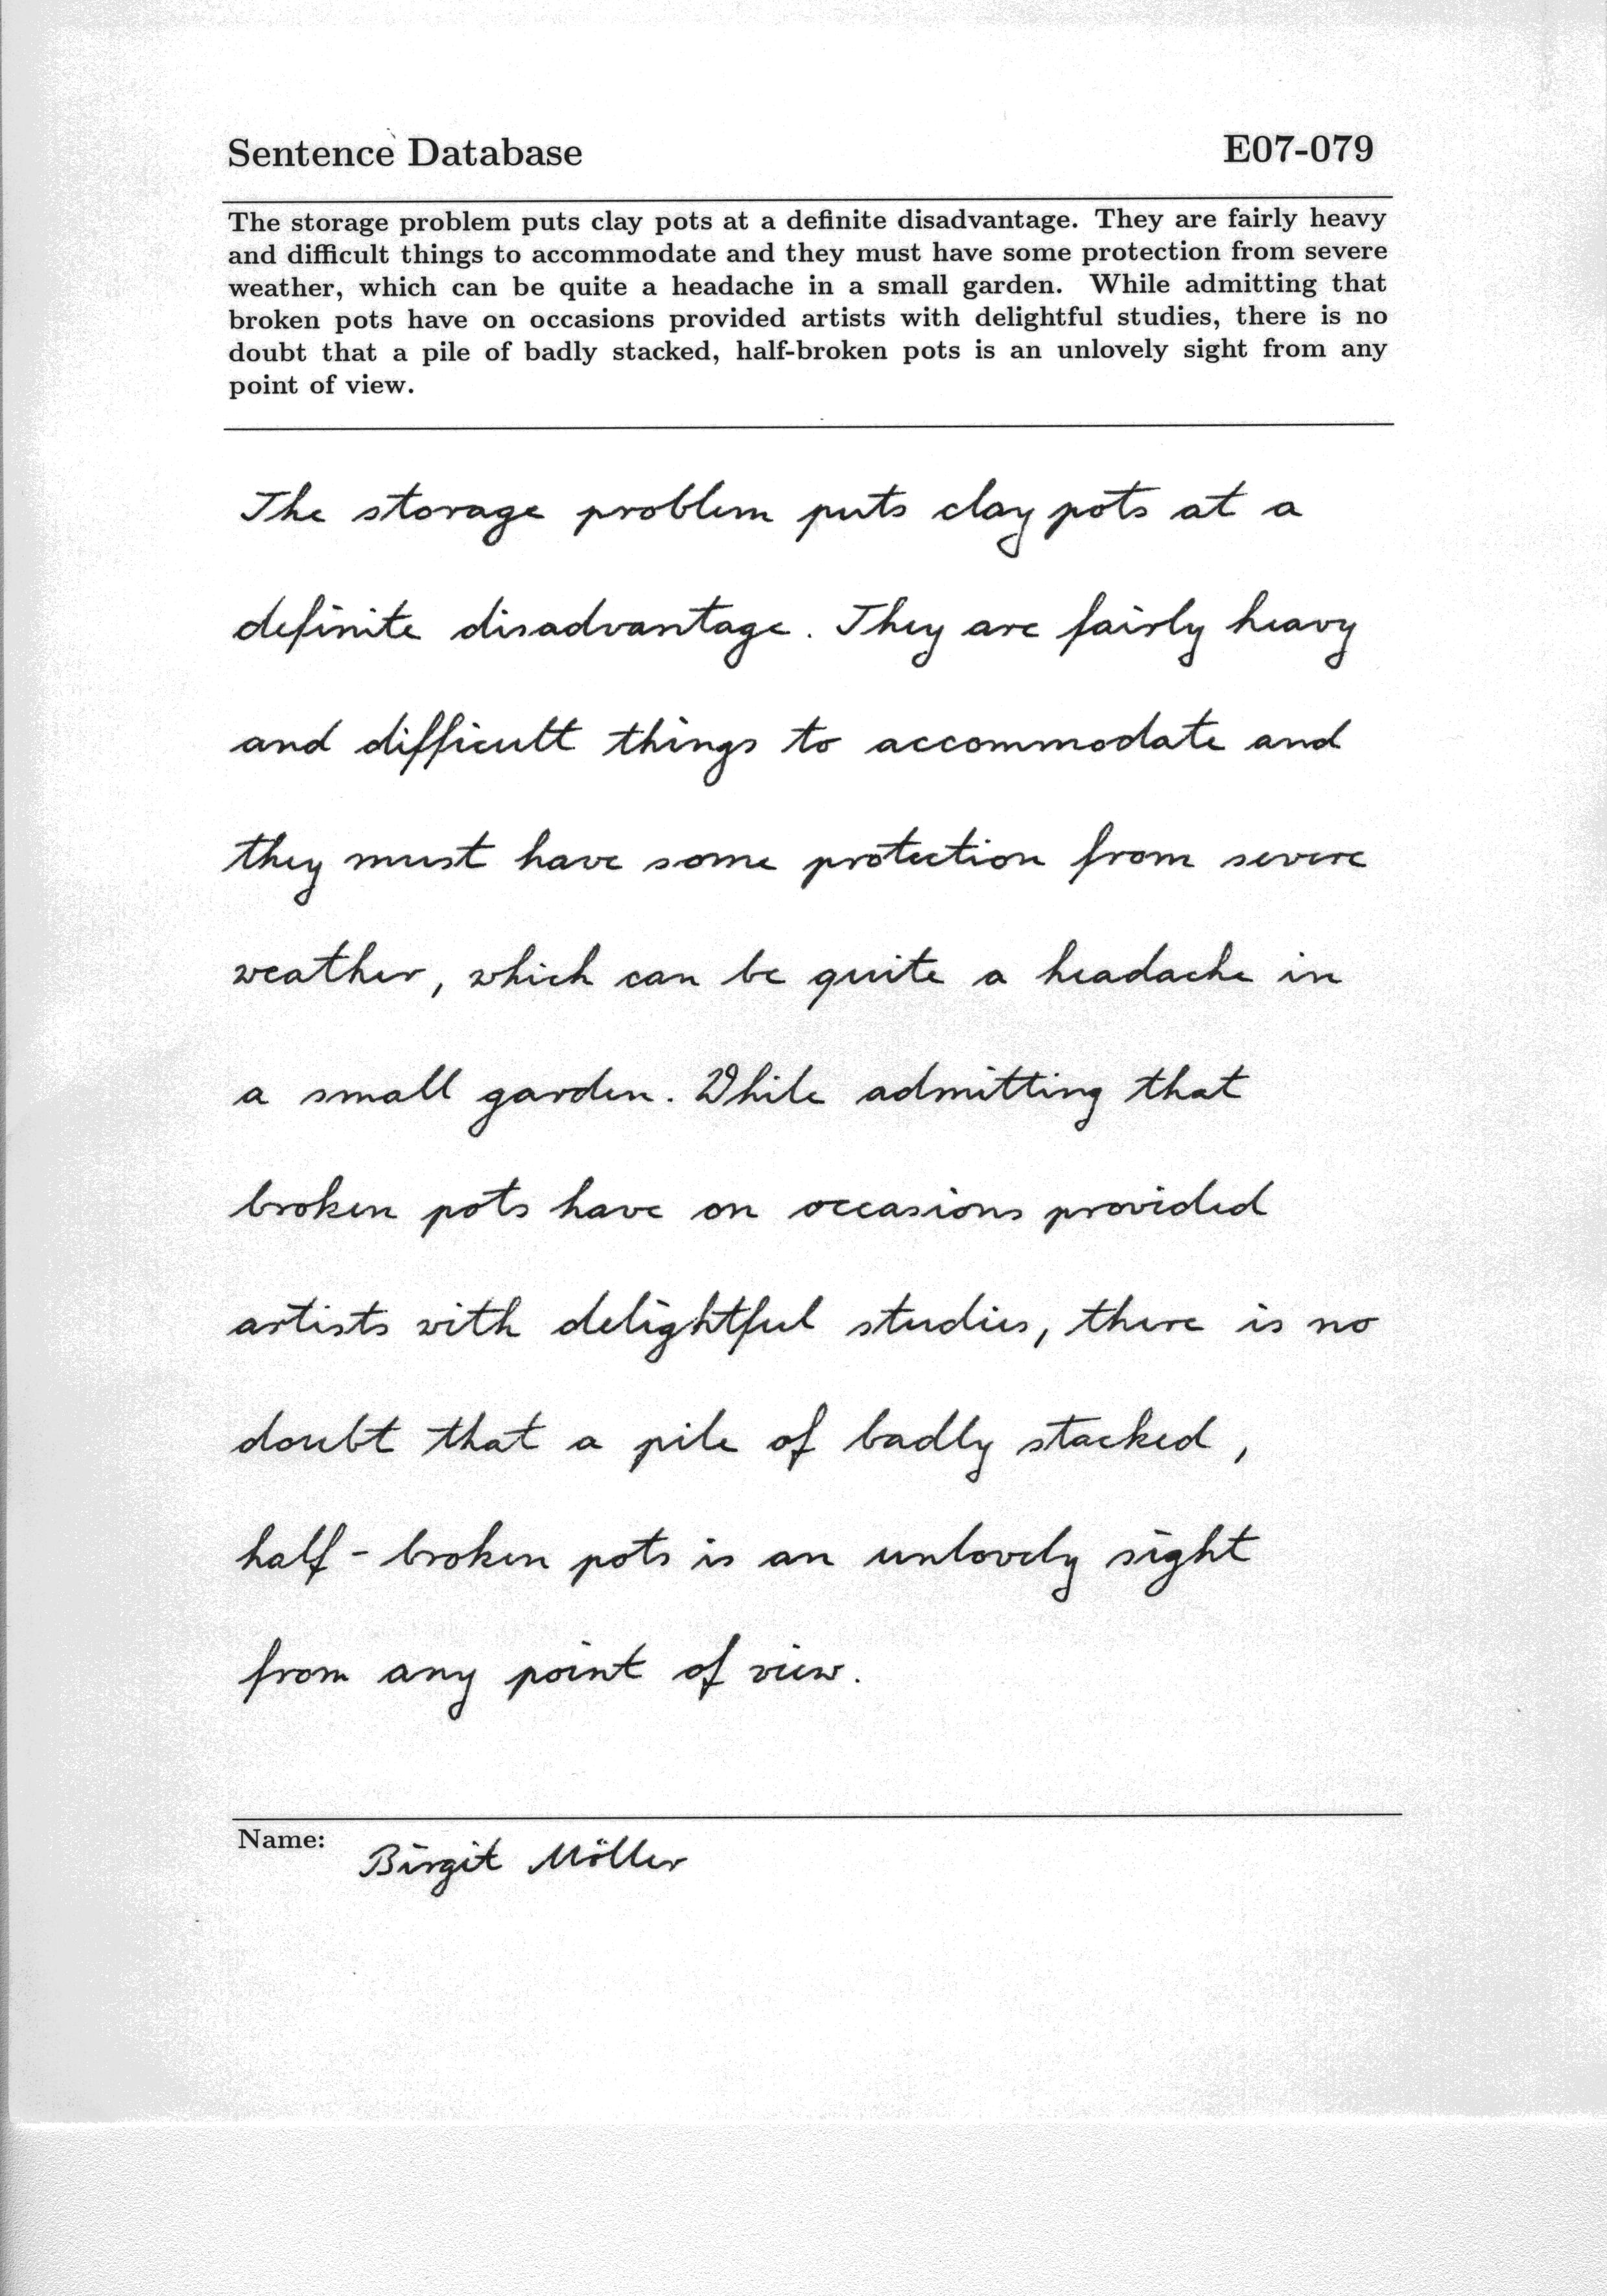 Sentence Database E07-079
The storage problem puts clay pots at a definite disadvantage. They are fairly heavy
and difficult things to accommodate and they must have some protection from severe
weather, which can be quite a headache in a small garden. While admitting that
broken pots have on occasions provided artists with delightful studies, there is no
doubt that a pile of badly stacked, half-broken pots is an unlovely sight from any
point of view.
The storage problem puts clay pots at a
definite disadvantage. They are fairly heavy
and difficult things to accommodate and
they must have some protection from severe
weather, which can be quite a headache in
a small garden. While admitting that
broken pots have on occasions provided
artists with delightful studies, there is no
doubt that a pile of badly stacked,
half-broken pots is an unlovely sight
from any point of view.
Name: Birgit Möller